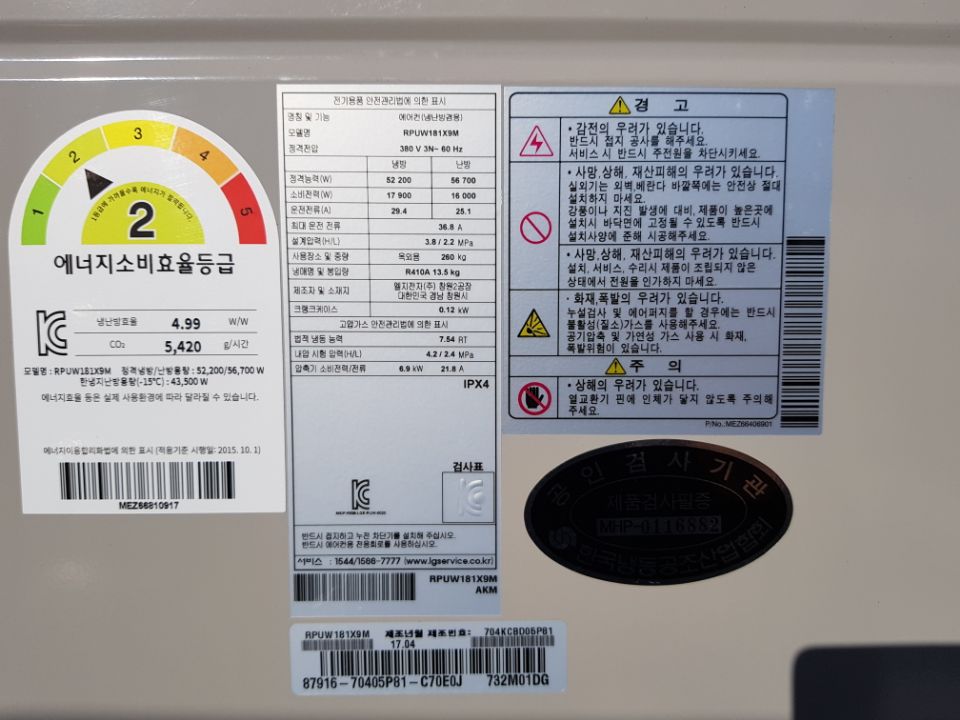 1
2
3
4
5
1등급에 가까울수록 에너지가 절약됩니다.
2
에너지소비효율등급
냉난방효율 4.99 W/W
CO₂ 5,420 g/시간
모델명 : RPUW181X9M 정격냉방/난방용량 : 52,200/56,700 W
한냉지난방용량(-15℃) : 43,500 W
에너지효율 등은 실제 사용환경에 따라 달라질 수 있습니다.
에너지이용합리화법에 의한 표시 (적용기준 시행일: 2015. 10. 1)
MEZ66810917
전기용품 안전관리법에 의한 표시
명칭 및 기능 에어컨(냉난방겸용)
모델명 RPUW181X9M
정격전압 380 V 3N~ 60 Hz
냉방 난방
정격능력(W) 52 200 56 700
소비전력(W) 17 900 16 000
운전전류(A) 29.4 25.1
최대 운전 전류 36.8 A
설계압력(H/L) 3.8 / 2.2 MPa
사용장소 및 중량 옥외용 260 kg
냉매명 및 봉입량 R410A 13.5 kg
제조자 및 소재지 엘지전자(주) 창원2공장
대한민국 경남 창원시
크랭크케이스 0.12 kW
고압가스 안전관리법에 의한 표시
법적 냉동 능력 7.54 RT
내압 시험 압력(H/L) 4.2 / 2.4 MPa
압축기 소비전력/전류 6.9 kW 21.8 A
IPX4
검사표
반드시 접지하고 누전 차단기를 설치해 주십시오.
반드시 에어컨용 전용회로를 사용하십시오.
서비스 : 1544/1588-7777 (www.lgservice.co.kr)
RPUW181X9M
AKM
경 고
• 감전의 우려가 있습니다.
반드시 접지 공사를 해주세요.
서비스 시 반드시 주전원을 차단시키세요.
• 사망,상해, 재산피해의 우려가 있습니다.
실외기는 외벽,베란다 바깥쪽에는 안전상 절대
설치하지 마세요.
강풍이나 지진 발생에 대비, 제품이 높은곳에
설치시 바닥면에 고정될 수 있도록 반드시
설치사양에 준해 시공해주세요.
• 사망,상해, 재산피해의 우려가 있습니다.
설치, 서비스, 수리시 제품이 조립되지 않은
상태에서 전원을 인가하지 마세요.
• 화재,폭발의 우려가 있습니다.
누설검사 및 에어퍼지를 할 경우에는 반드시
불활성(질소)가스를 사용해주세요.
공기압축 및 가연성 가스 사용 시 화재,
폭발위험이 있습니다.
주 의
• 상해의 우려가 있습니다.
열교환기 핀에 인체가 닿지 않도록 주의해
주세요.
P/No.: MEZ66406901
공 인 검 사 기 관
제품검사필증
MHP-0116882
한국냉동공조산업협회
RPUW181X9M 제조년월 제조번호: 704KCBD05P81
17.04
87916-70405P81-C70E0J 732M01DG